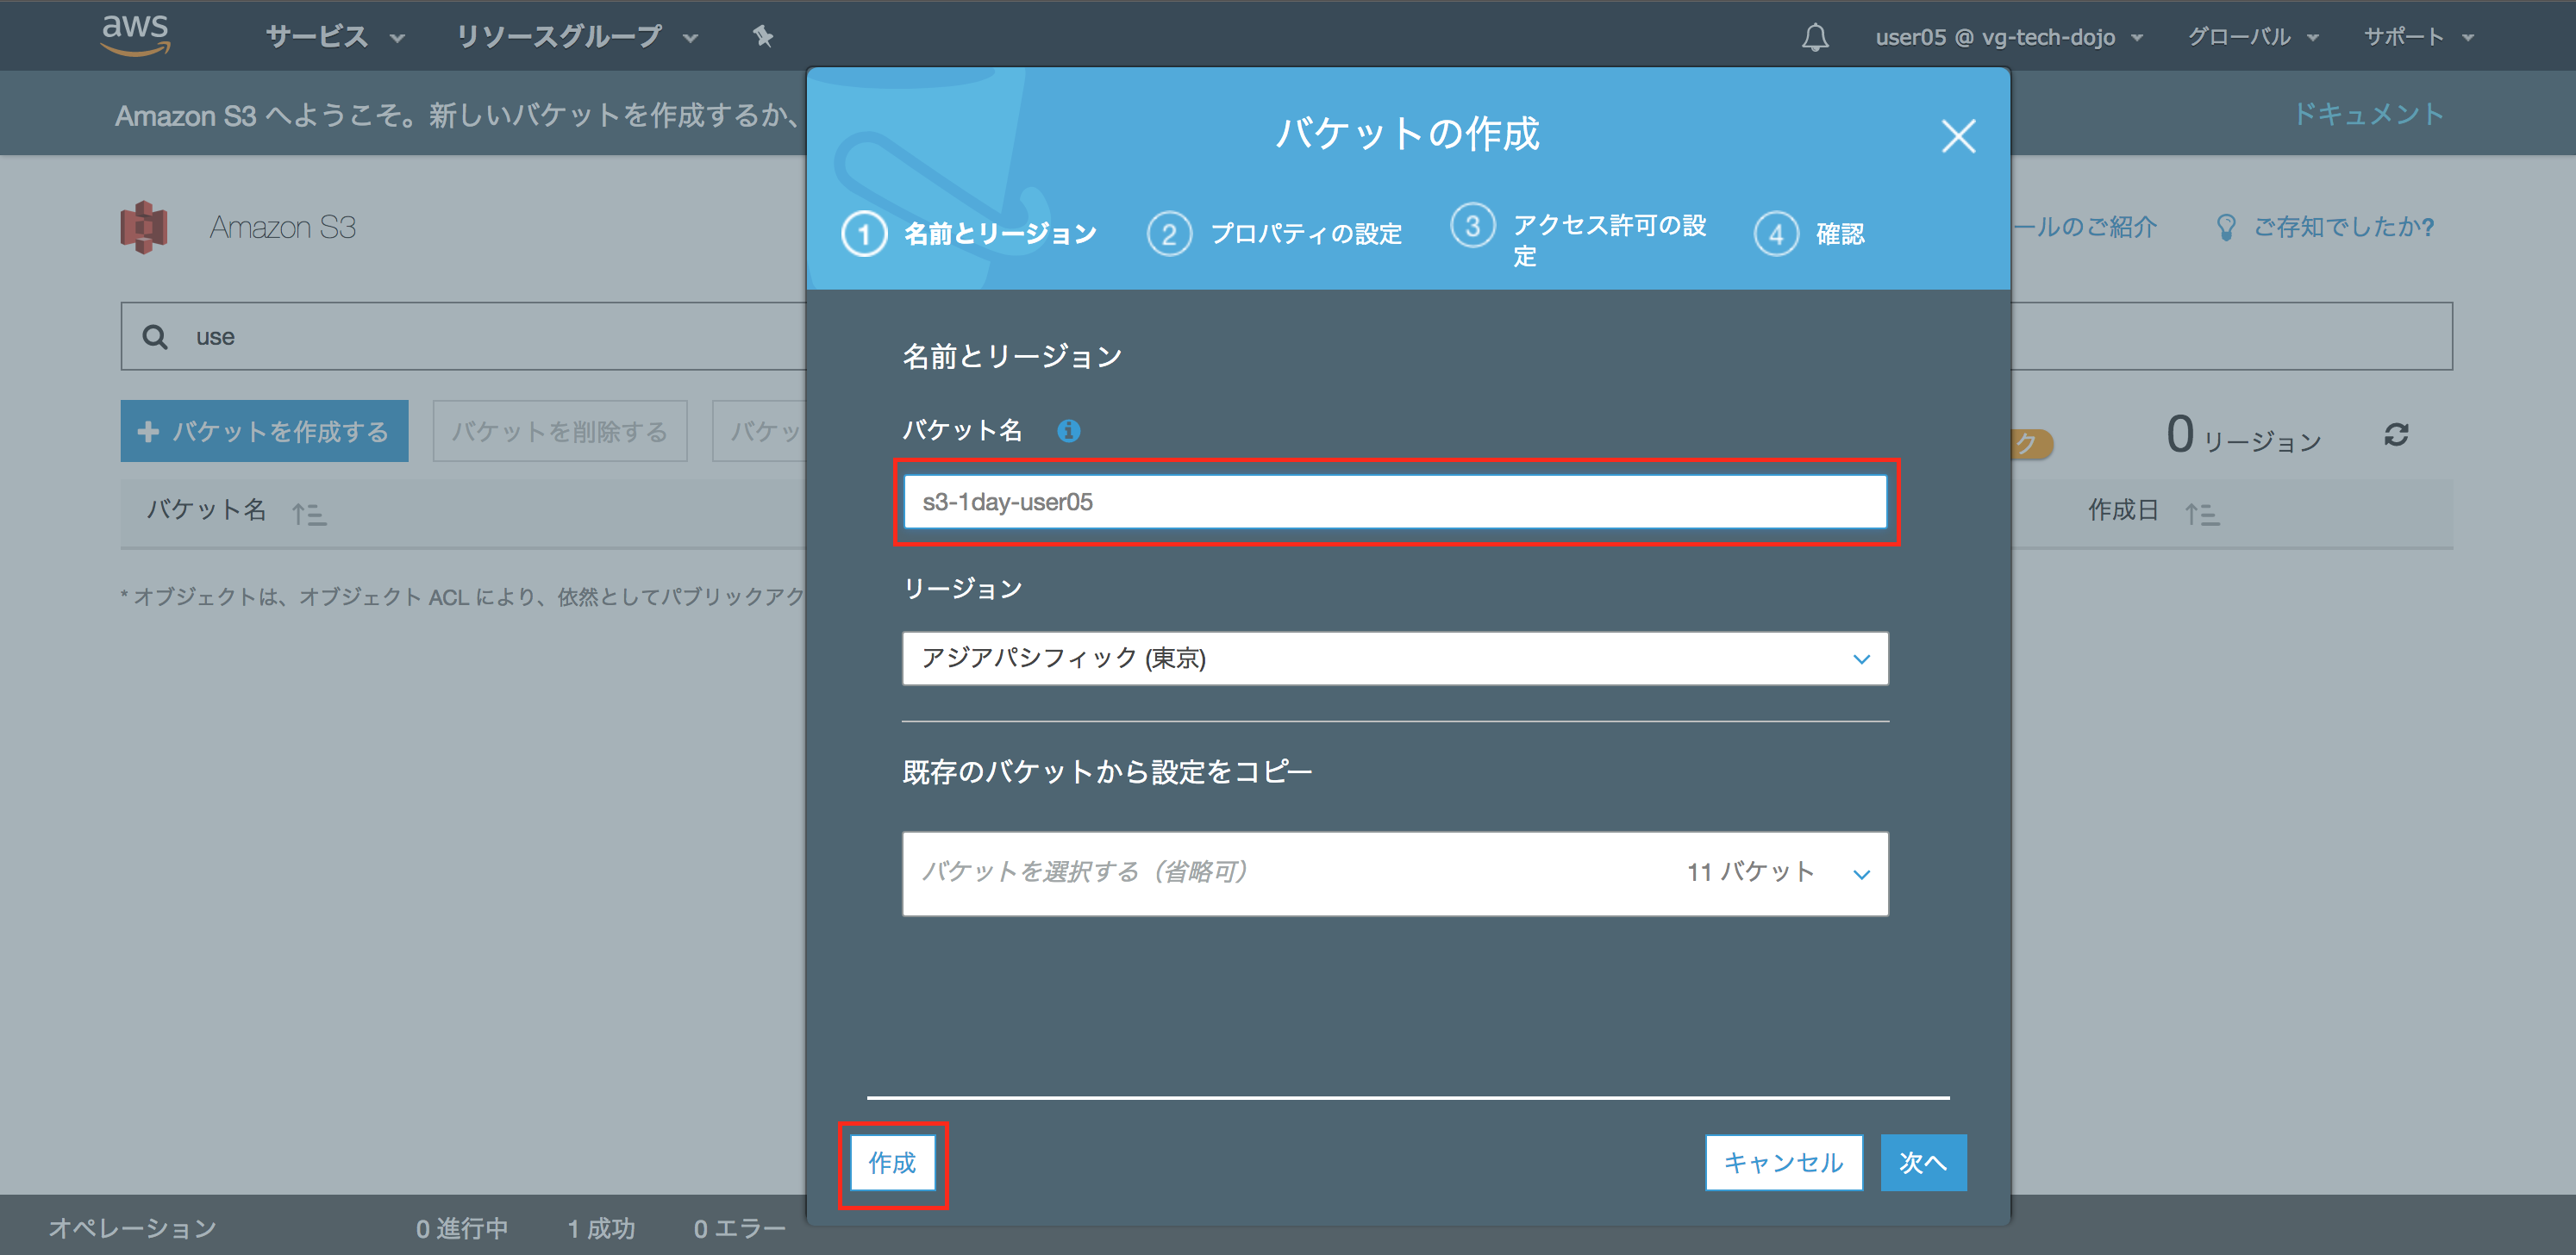 aws サービス リソースグループ user05 @ vg-tech-dojo グローバル サポート
Amazon S3 へようこそ。新しいバケットを作成するか、
ドキュメント
バケットの作成
1 名前とリージョン 2 プロパティの設定 3 アクセス許可の設
定
4 確認
Amazon S3
ールのご紹介 ご存知でしたか?
use
名前とリージョン
バケットを作成する バケットを削除する バケッ
バケット名
ク 0 リージョン
バケット名
作成日
s3-1day-user05
* オブジェクトは、オブジェクト ACL により、依然としてパブリックアク
リージョン
アジアパシフィック (東京)
既存のバケットから設定をコピー
バケットを選択する（省略可） 11 バケット
作成 キャンセル 次へ
オペレーション 0 進行中 1 成功 0 エラー